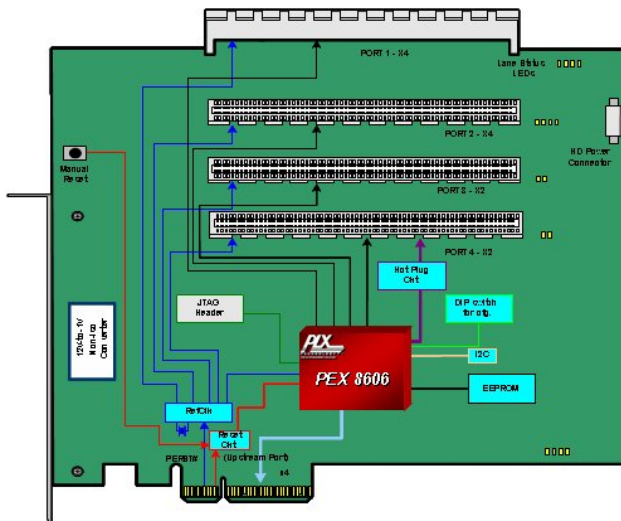 PORT 1 - X4
Lane Status
LEDs
PORT 2 - X4
HD Power
Connector
Manual
Reset
PORT 3 - X2
PORT 4 - X2
Hot Plug
Ckt
JTAG
Header
DIP switch
for cfg.
PLX
I2C
PEX 8606
EEPROM
RefClk
Reset
Ckt
PERST#
(Upstream Port)
x4